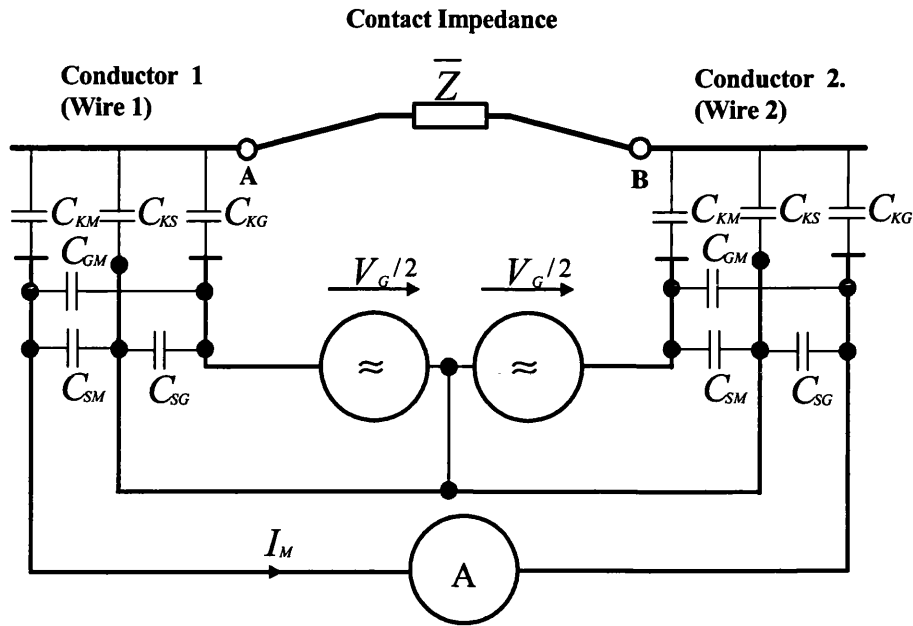 Contact Impedance
Conductor 1
(Wire 1)
Z̅
Conductor 2.
(Wire 2)
A
B
C_KM
C_KS
C_KG
C_KM
C_KS
C_KG
C_GM
C_GM
V_G/2
V_G/2
≈
≈
C_SM
C_SG
C_SM
C_SG
I_M
A